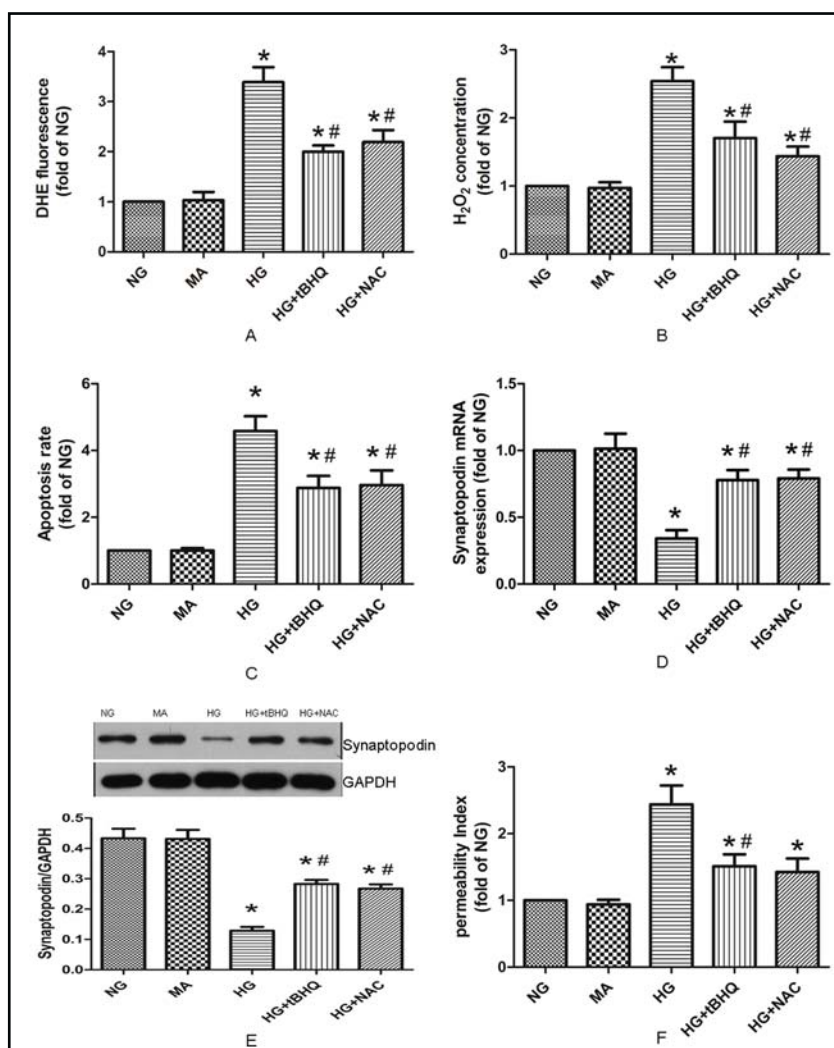 DHE fluorescence
(fold of NG)
4
3
2
1
0
*
* #
* #
NG
MA
HG
HG+tBHQ
HG+NAC
A
H2O2 concentration
(fold of NG)
3
2
1
0
*
* #
* #
NG
MA
HG
HG+tBHQ
HG+NAC
B
Apoptosis rate
(fold of NG)
6
4
2
0
*
* #
* #
NG
MA
HG
HG+tBHQ
HG+NAC
C
Synaptopodin mRNA
expression (fold of NG)
1.5
1.0
0.5
0.0
*
* #
* #
NG
MA
HG
HG+tBHQ
HG+NAC
D
NG MA HG HG+tBHQ HG+NAC
Synaptopodin
GAPDH
Synaptopodin/GAPDH
0.5
0.4
0.3
0.2
0.1
0.0
*
* #
* #
NG
MA
HG
HG+tBHQ
HG+NAC
E
permeability Index
(fold of NG)
3
2
1
0
*
* #
*
NG
MA
HG
HG+tBHQ
HG+NAC
F